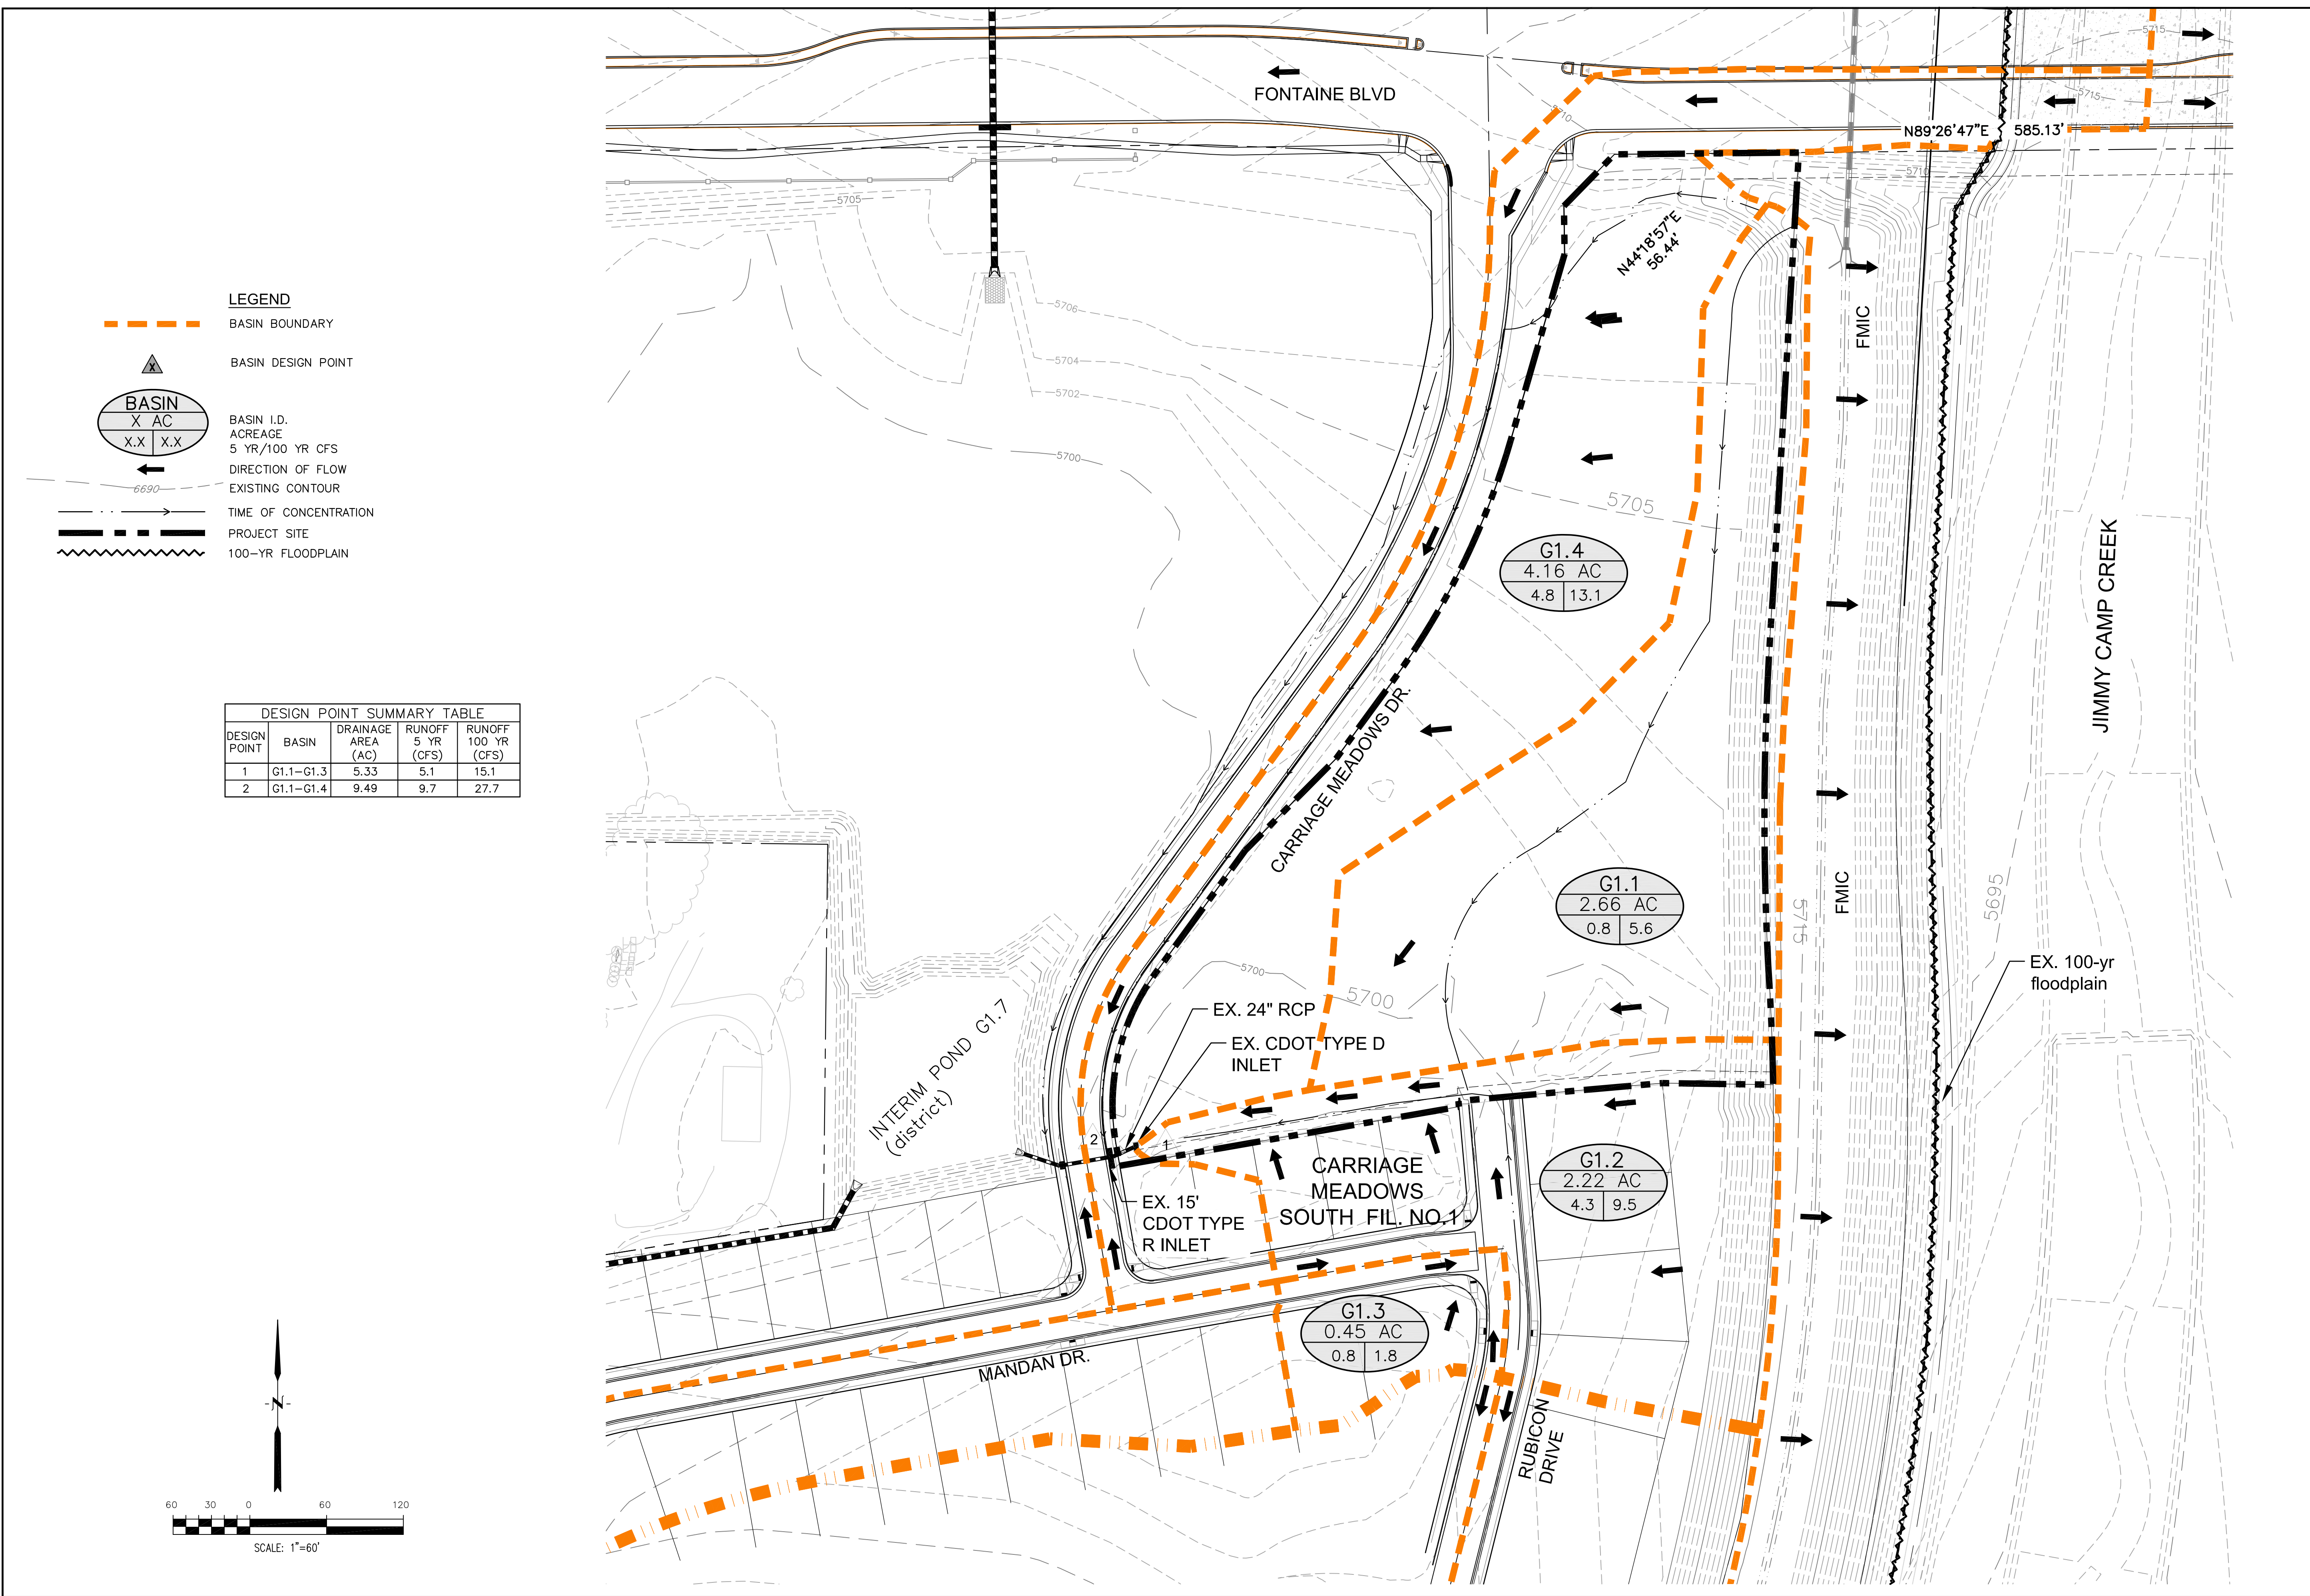 FONTAINE BLVD
N89°26'47"E 585.13'
5715
5715
5710
5710
5705
N44°18'57"E
56.44'
FMIC
5706
5704
5702
5700
LEGEND
BASIN BOUNDARY
X
BASIN DESIGN POINT
BASIN
X AC
X.X X.X
BASIN I.D.
ACREAGE
5 YR/100 YR CFS
DIRECTION OF FLOW
6690
EXISTING CONTOUR
TIME OF CONCENTRATION
PROJECT SITE
100-YR FLOODPLAIN
5705
G1.4
4.16 AC
4.8 13.1
JIMMY CAMP CREEK
CARRIAGE MEADOWS DR.
DESIGN POINT SUMMARY TABLE
DESIGN POINT BASIN DRAINAGE AREA (AC) RUNOFF 5 YR (CFS) RUNOFF 100 YR (CFS)
1 G1.1-G1.3 5.33 5.1 15.1
2 G1.1-G1.4 9.49 9.7 27.7
G1.1
2.66 AC
0.8 5.6
FMIC
5715
5695
EX. 100-yr
floodplain
5700
5700
EX. 24" RCP
EX. CDOT TYPE D
INLET
INTERIM POND G1.7
(district)
2
1
CARRIAGE
MEADOWS
SOUTH FIL. NO.1
EX. 15'
CDOT TYPE
R INLET
G1.2
2.22 AC
4.3 9.5
G1.3
0.45 AC
0.8 1.8
MANDAN DR.
RUBICON
DRIVE
N
60 30 0 60 120
SCALE: 1"=60'